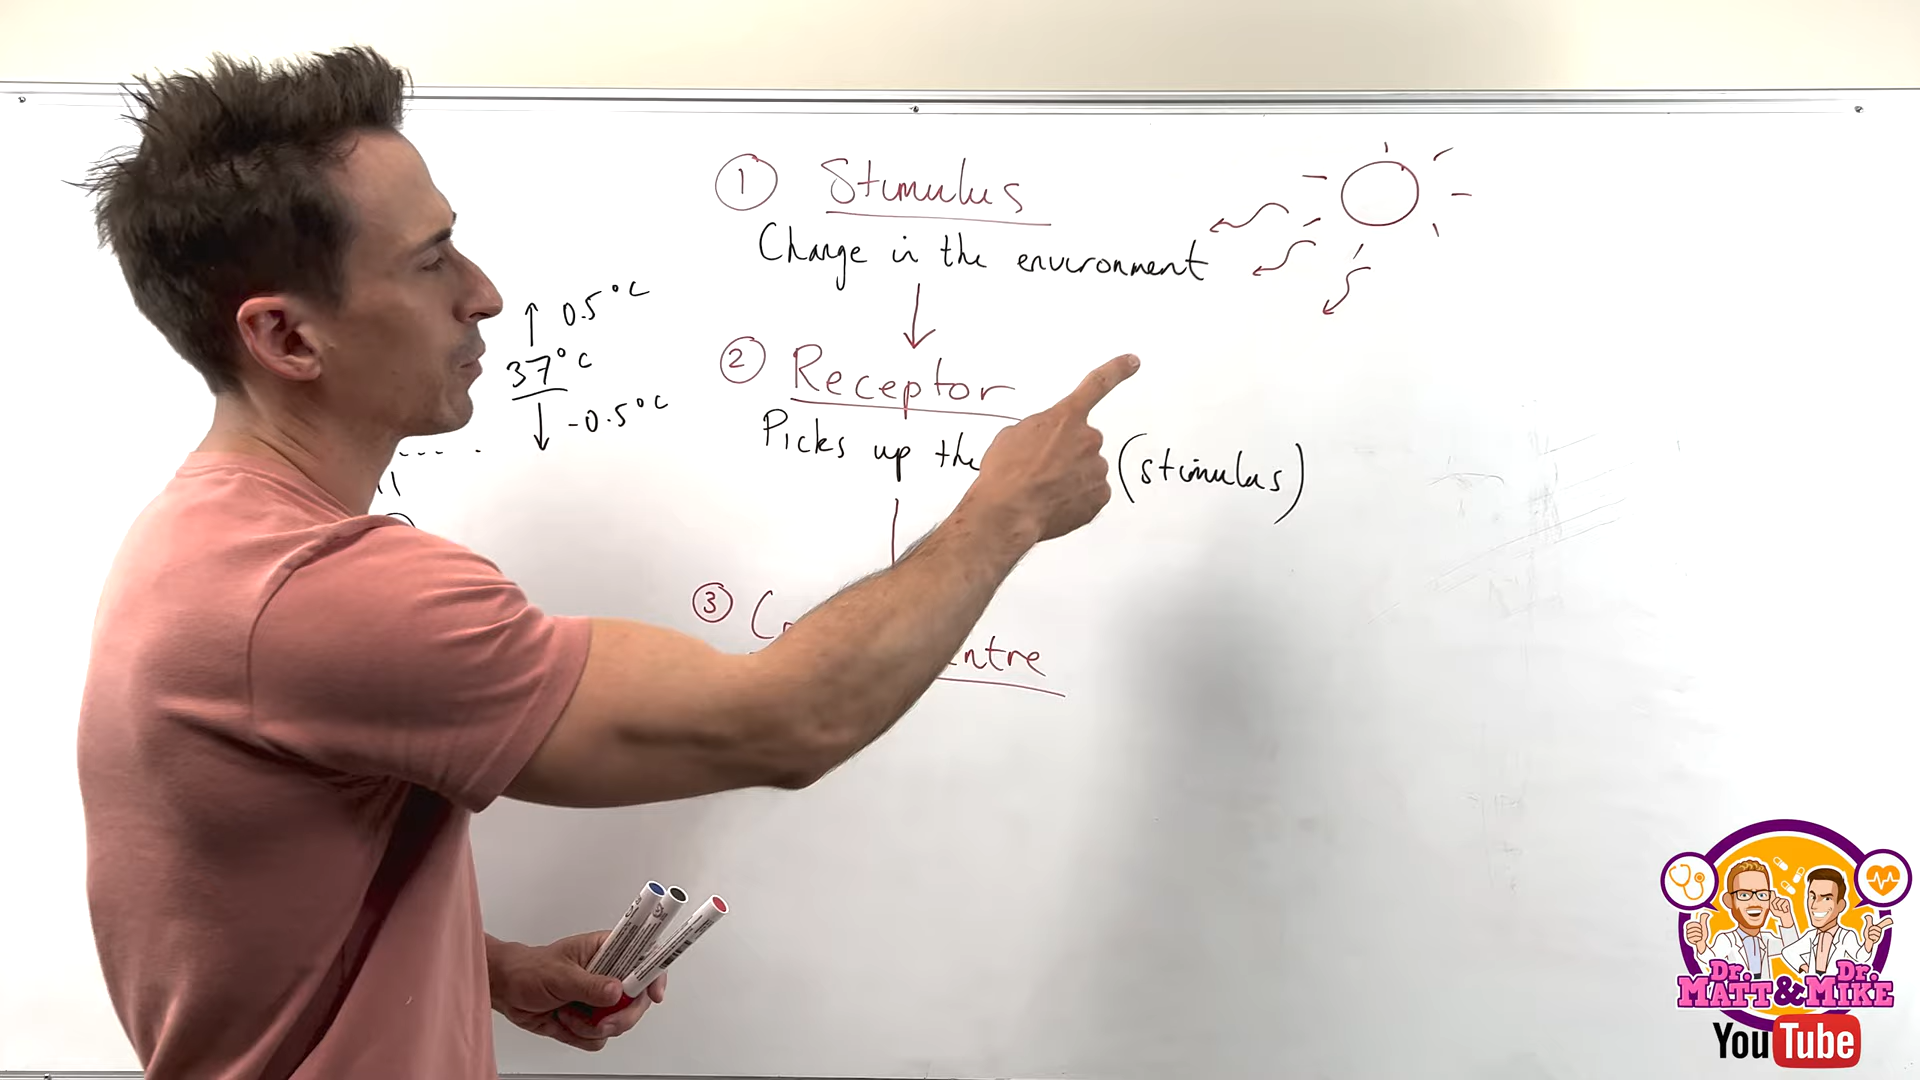 ① Stimulus
Change in the environment
↑ 0.5°C
37°C
↓ -0.5°C
② Receptor
Picks up the (stimulus)
③
Dr. MATT & Dr. MIKE
YouTube